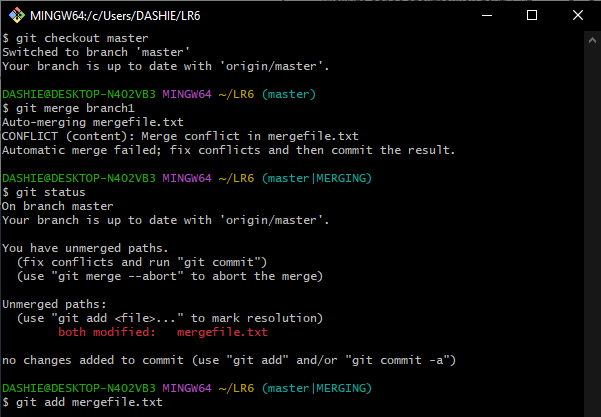 MINGW64:/c/Users/DASHIE/LR6
$ git checkout master
Switched to branch 'master'
Your branch is up to date with 'origin/master'.
DASHIE@DESKTOP-N402VB3 MINGW64 ~/LR6 (master)
$ git merge branch1
Auto-merging mergefile.txt
CONFLICT (content): Merge conflict in mergefile.txt
Automatic merge failed; fix conflicts and then commit the result.
DASHIE@DESKTOP-N402VB3 MINGW64 ~/LR6 (master|MERGING)
$ git status
On branch master
Your branch is up to date with 'origin/master'.
You have unmerged paths.
  (fix conflicts and run "git commit")
  (use "git merge --abort" to abort the merge)
Unmerged paths:
  (use "git add <file>..." to mark resolution)
        both modified:   mergefile.txt
no changes added to commit (use "git add" and/or "git commit -a")
DASHIE@DESKTOP-N402VB3 MINGW64 ~/LR6 (master|MERGING)
$ git add mergefile.txt